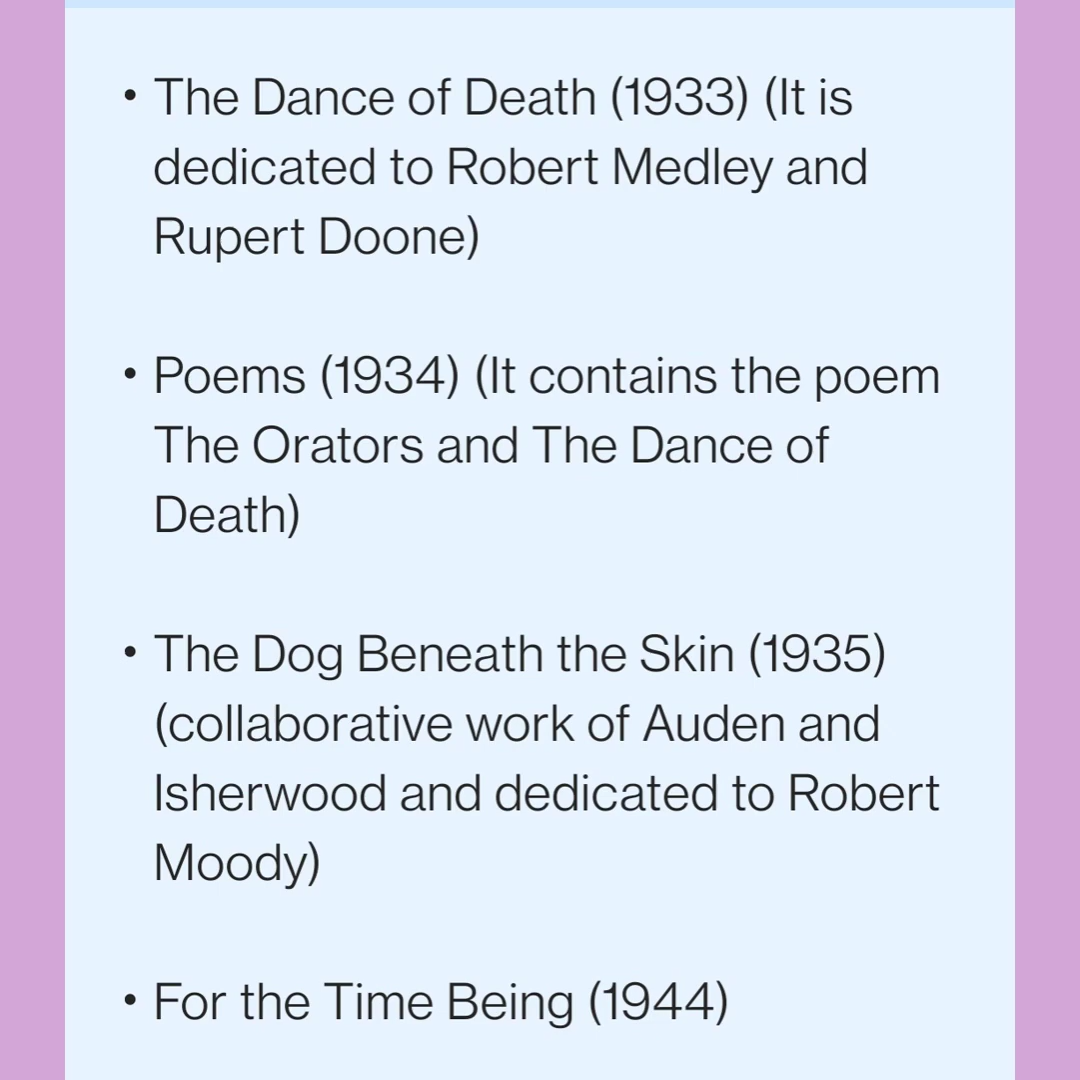 • The Dance of Death (1933) (It is
dedicated to Robert Medley and
Rupert Doone)
• Poems (1934) (It contains the poem
The Orators and The Dance of
Death)
• The Dog Beneath the Skin (1935)
(collaborative work of Auden and
Isherwood and dedicated to Robert
Moody)
• For the Time Being (1944)